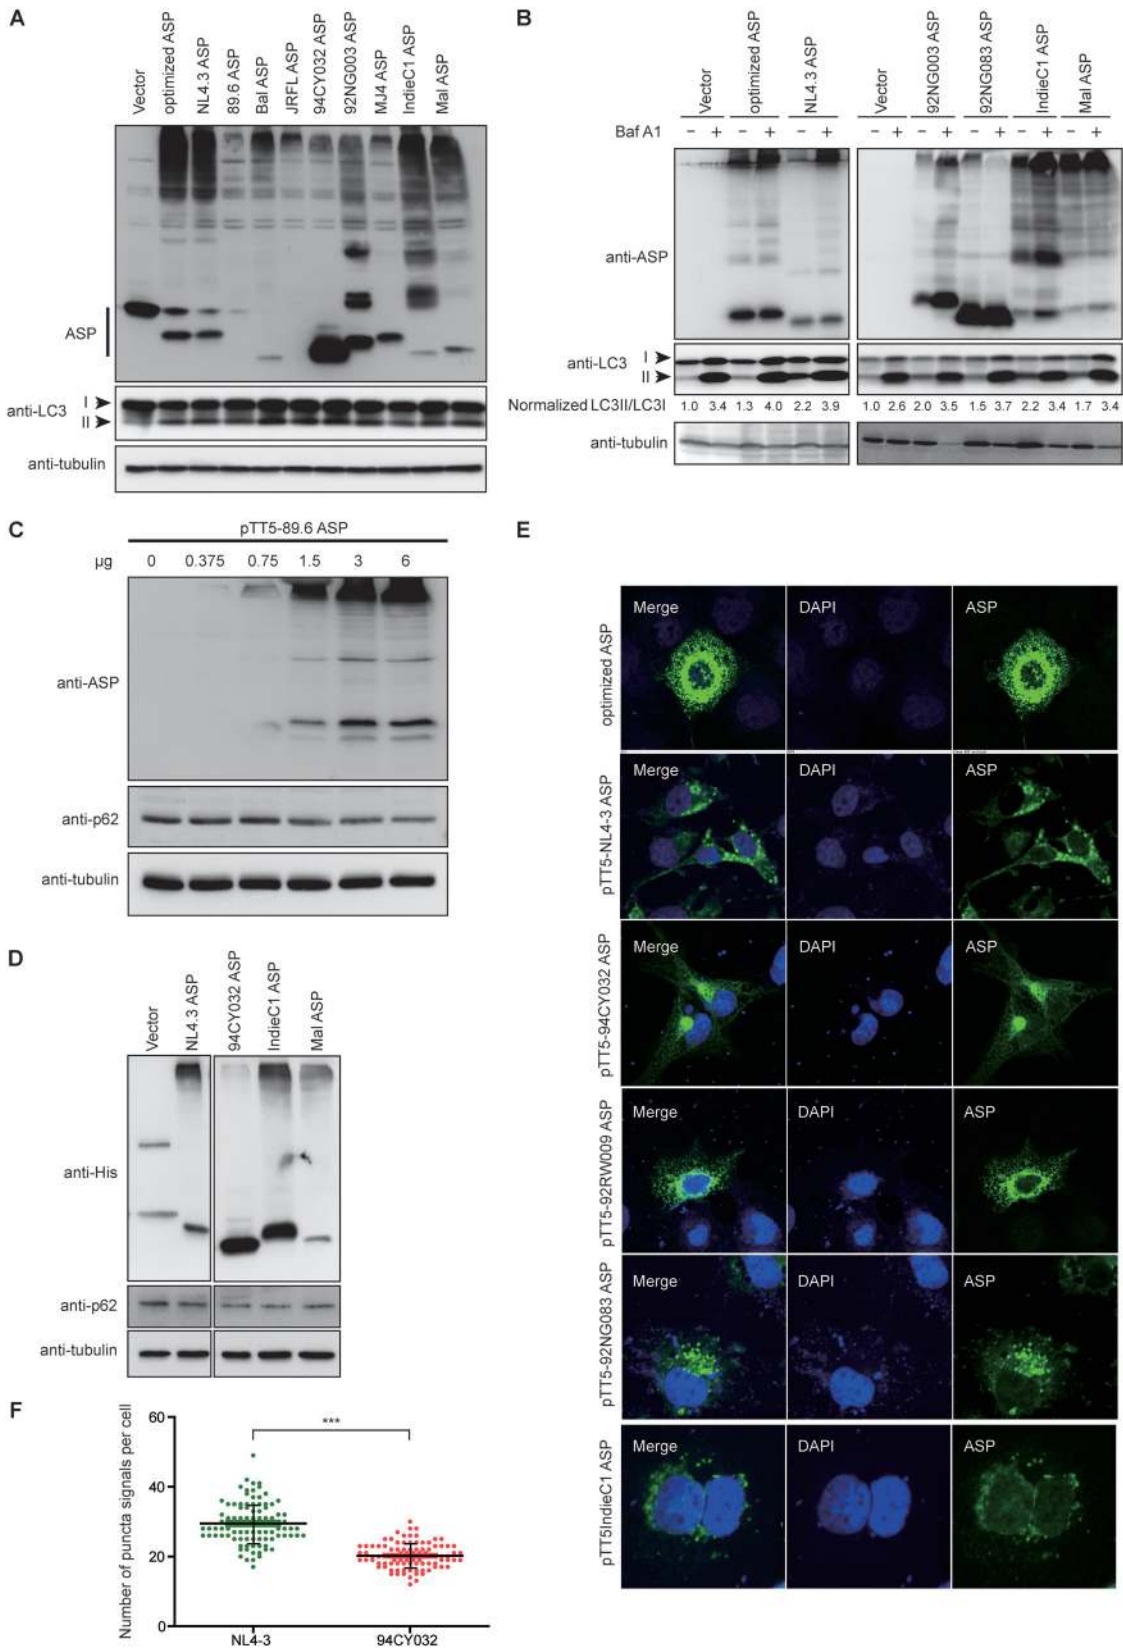 A
Vector
optimized ASP
NL4.3 ASP
89.6 ASP
Bal ASP
JRFL ASP
94CY032 ASP
92NG003 ASP
MJ4 ASP
IndieC1 ASP
Mal ASP
ASP
anti-LC3
I
II
anti-tubulin
B
Vector
optimized ASP
NL4.3 ASP
Vector
92NG003 ASP
92NG083 ASP
IndieC1 ASP
Mal ASP
Baf A1 − + − + − + − + − + − + − + − +
anti-ASP
anti-LC3
I
II
Normalized LC3II/LC3I 1.0 3.4 1.3 4.0 2.2 3.9 1.0 2.6 2.0 3.5 1.5 3.7 2.2 3.4 1.7 3.4
anti-tubulin
C
pTT5-89.6 ASP
µg 0 0.375 0.75 1.5 3 6
anti-ASP
anti-p62
anti-tubulin
D
Vector
NL4.3 ASP
94CY032 ASP
IndieC1 ASP
Mal ASP
anti-His
anti-p62
anti-tubulin
E
optimized ASP
Merge DAPI ASP
pTT5-NL4-3 ASP
Merge DAPI ASP
pTT5-94CY032 ASP
Merge DAPI ASP
pTT5-92RW009 ASP
Merge DAPI ASP
pTT5-92NG083 ASP
Merge DAPI ASP
pTT5IndieC1 ASP
Merge DAPI ASP
F
Number of puncta signals per cell
60
40
20
0
***
NL4-3 94CY032